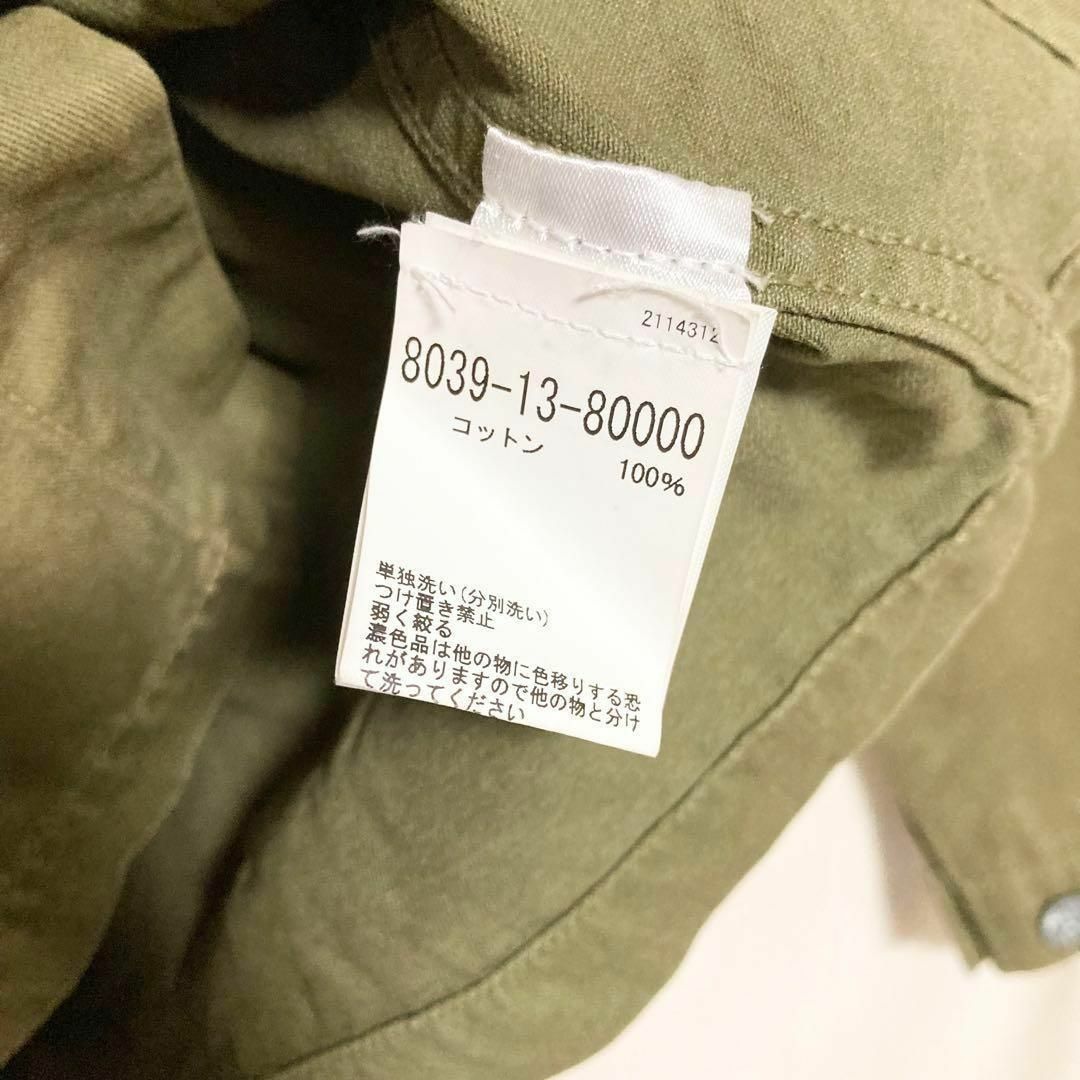 2114312
8039-13-80000
コットン
100%
単独洗い(分別洗い)
つけ置き禁止
弱く絞る
濃色品は他の物に色移りする恐
れがありますので他の物と分け
て洗ってください